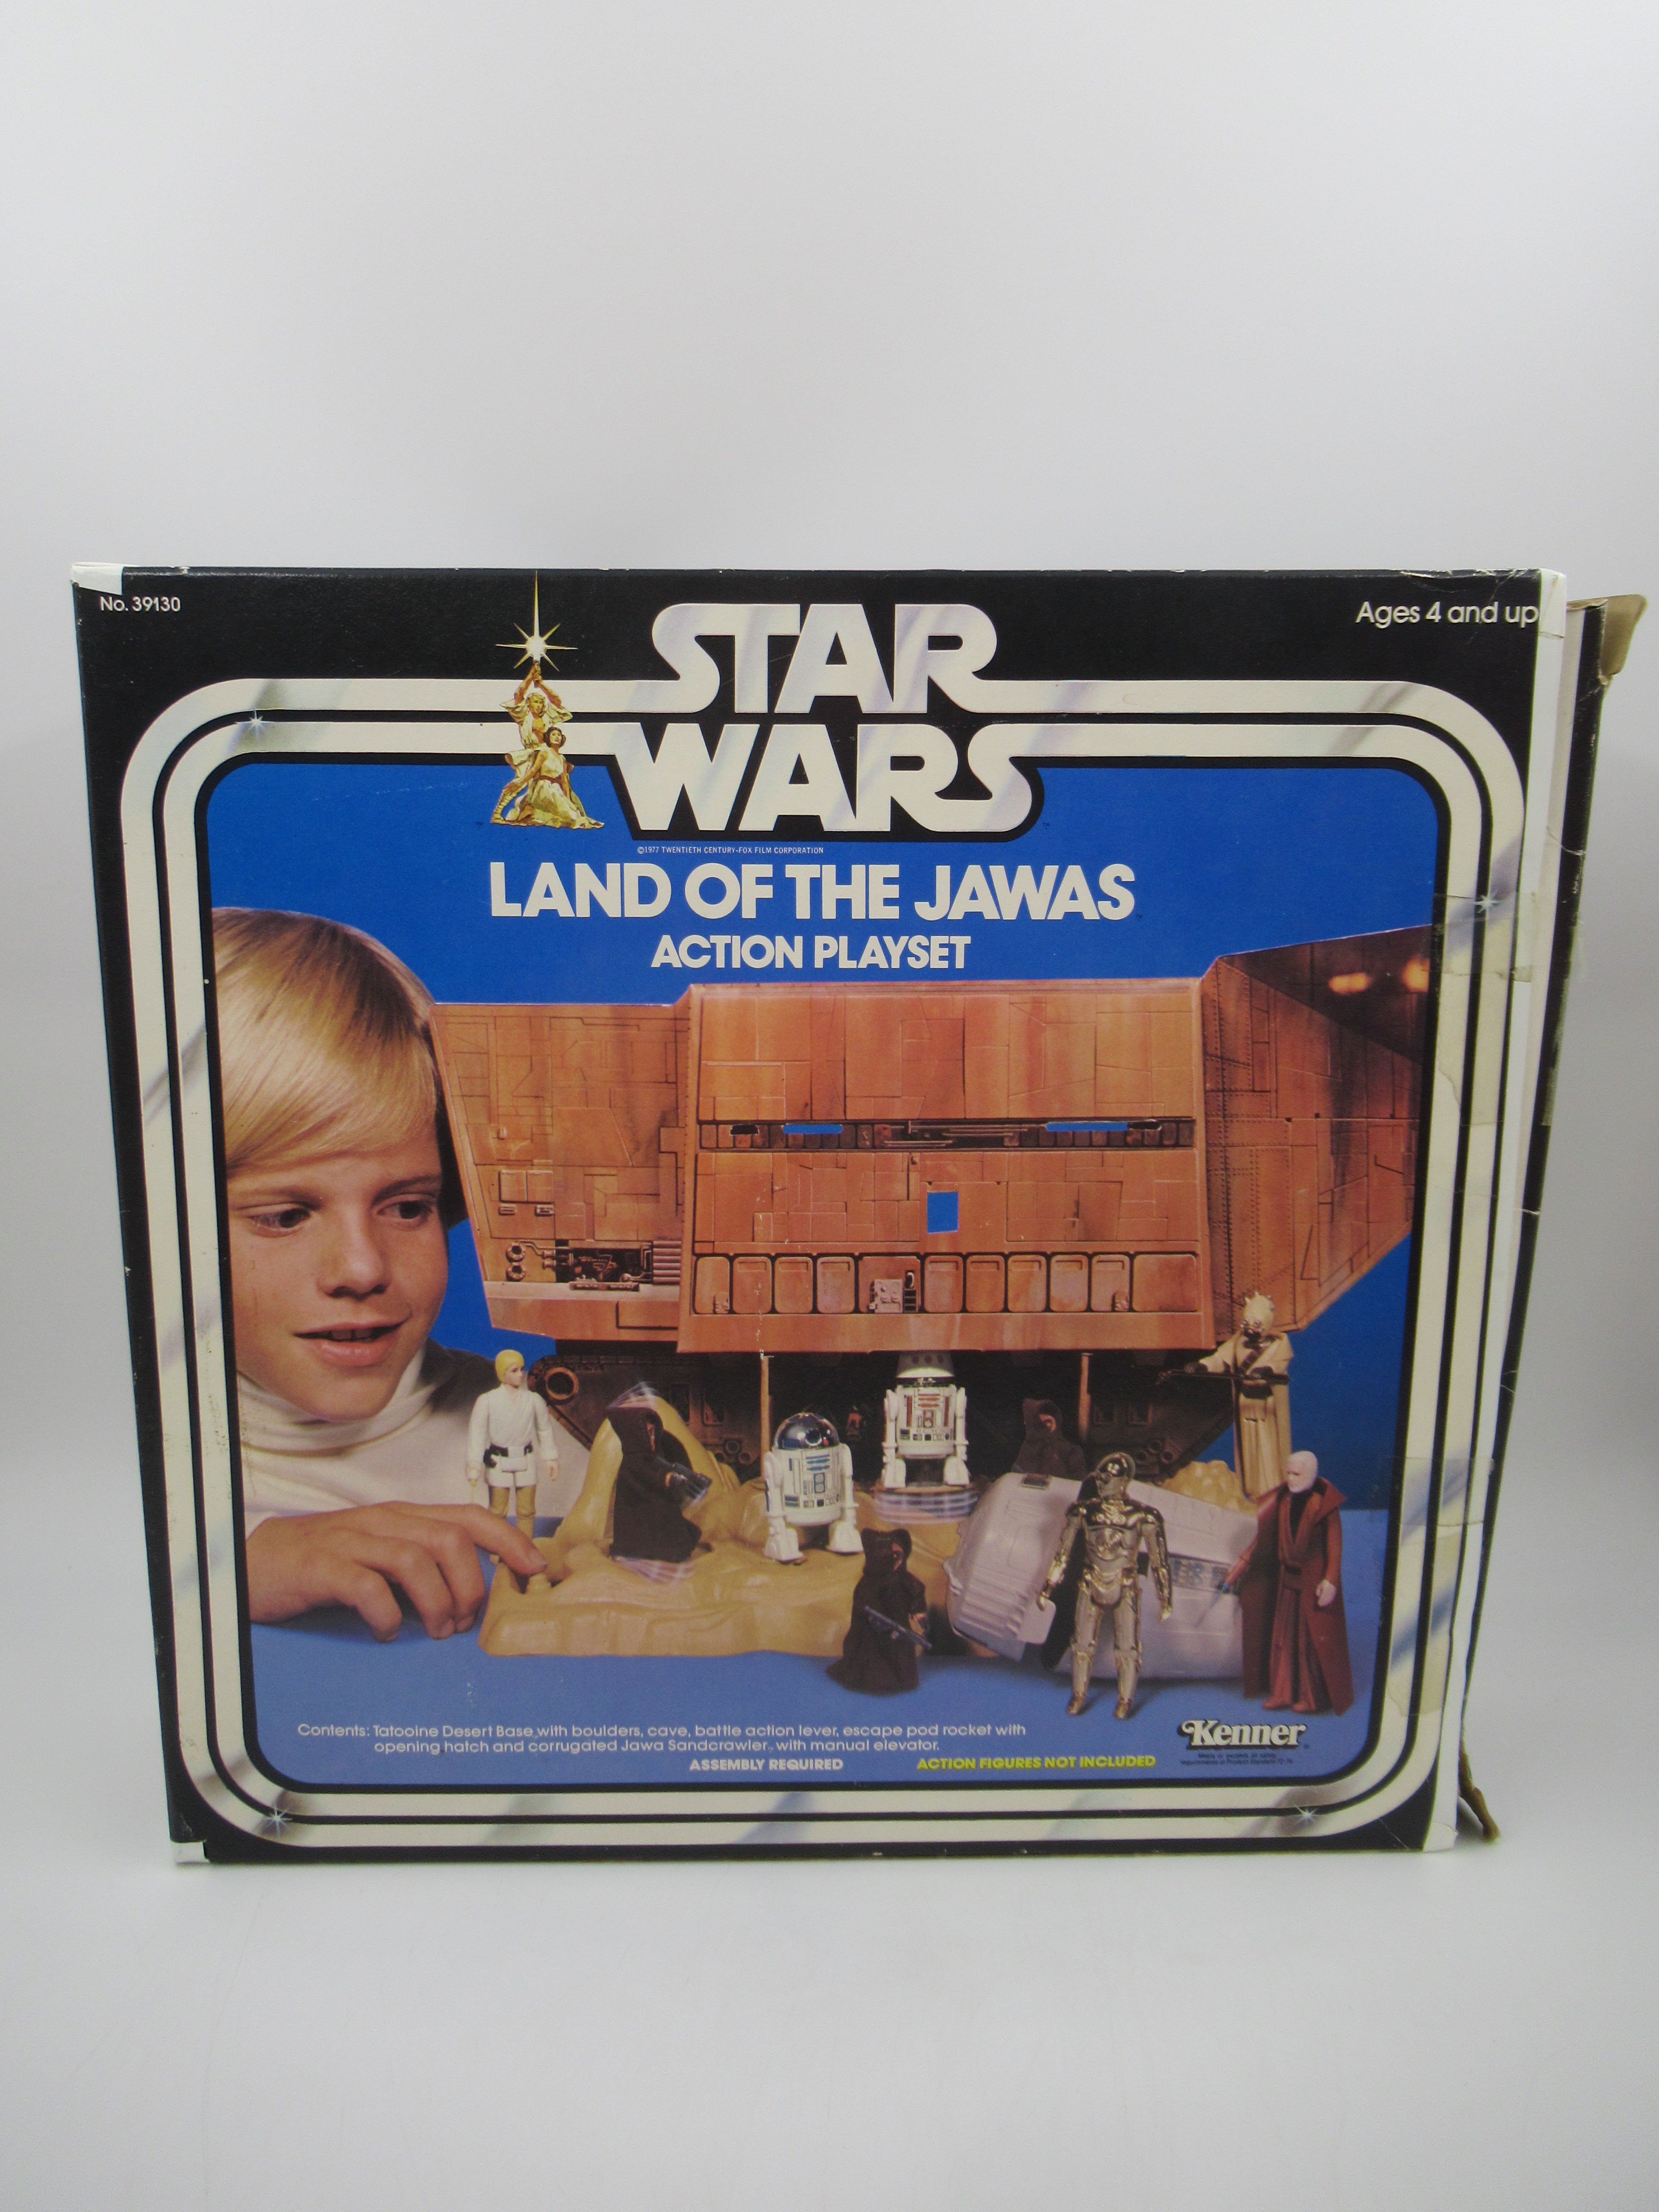 No. 39130
Ages 4 and up
STAR
WARS
©1977 TWENTIETH CENTURY-FOX FILM CORPORATION
LAND OF THE JAWAS
ACTION PLAYSET
Contents: Tatooine Desert Base with boulders, cave, battle action lever, escape pod rocket with
opening hatch and corrugated Jawa Sandcrawler™ with manual elevator.
ASSEMBLY REQUIRED
ACTION FIGURES NOT INCLUDED
Kenner